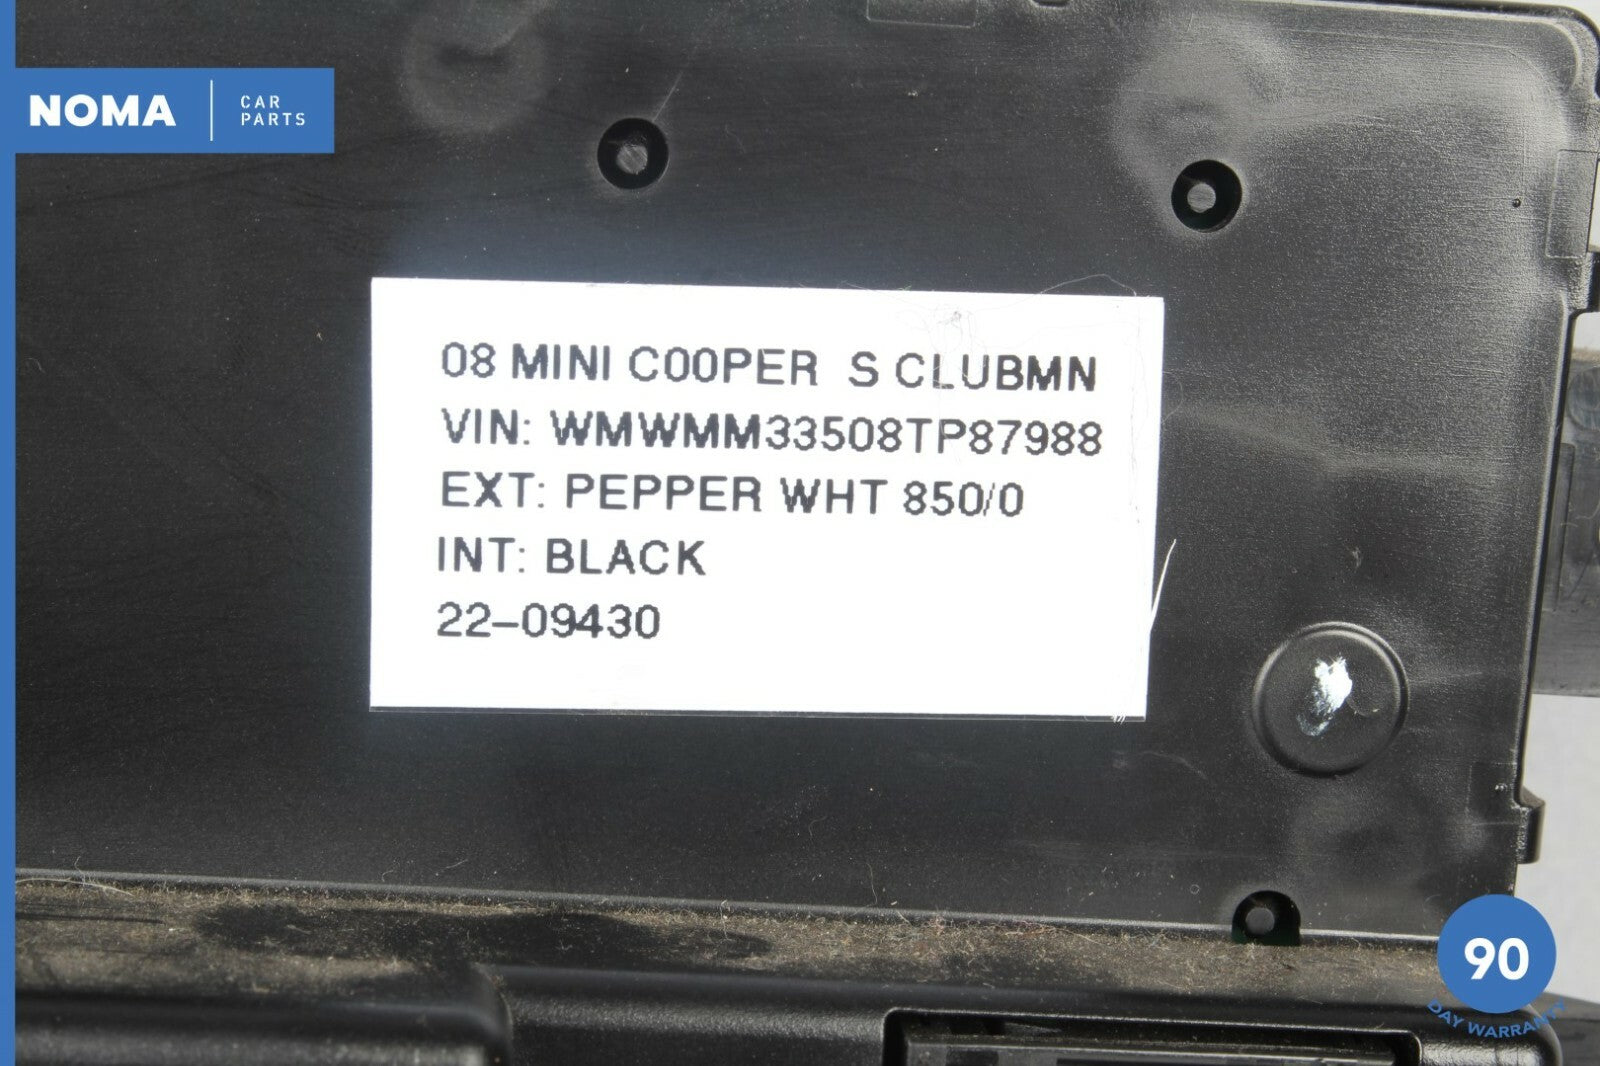 NOMA
CAR
PARTS
08 MINI COOPER S CLUBMN
VIN: WMWMM33508TP87988
EXT: PEPPER WHT 850/0
INT: BLACK
22-09430
90
DAY WARRANTY